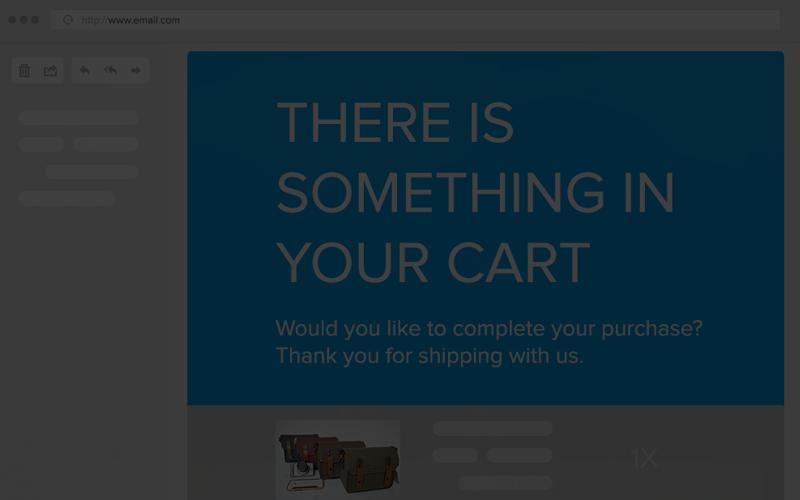 http://www.email.com
THERE IS
SOMETHING IN
YOUR CART
Would you like to complete your purchase?
Thank you for shipping with us.
1X